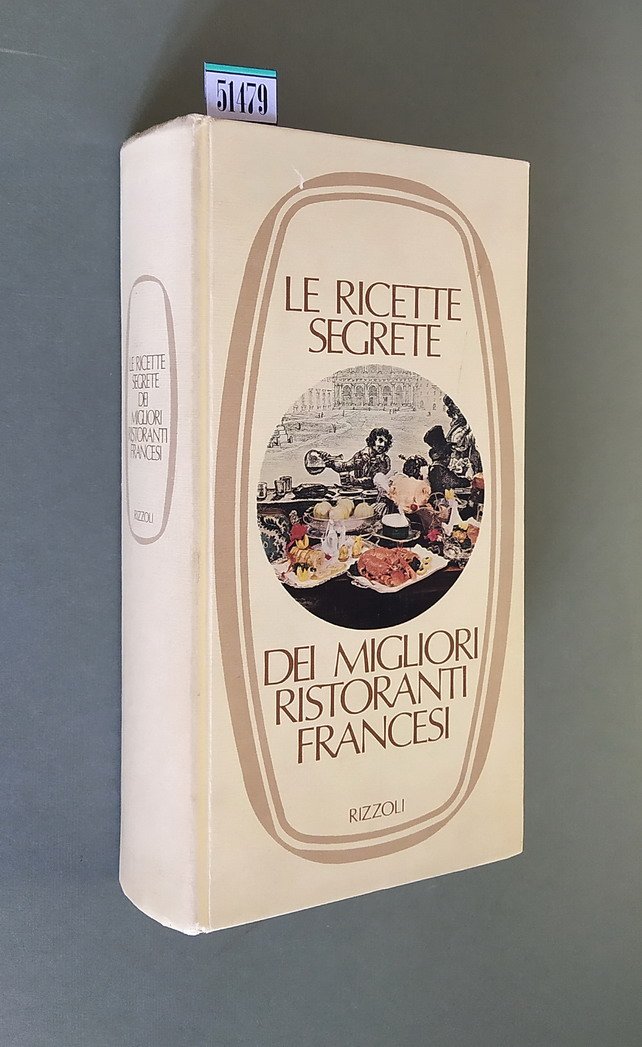 51479
LE RICETTE
SEGRETE
DEI MIGLIORI
RISTORANTI
FRANCESI
RIZZOLI
LE RICETTE
SEGRETE
DEI
MIGLIORI
RISTORANTI
FRANCESI
RIZZOLI